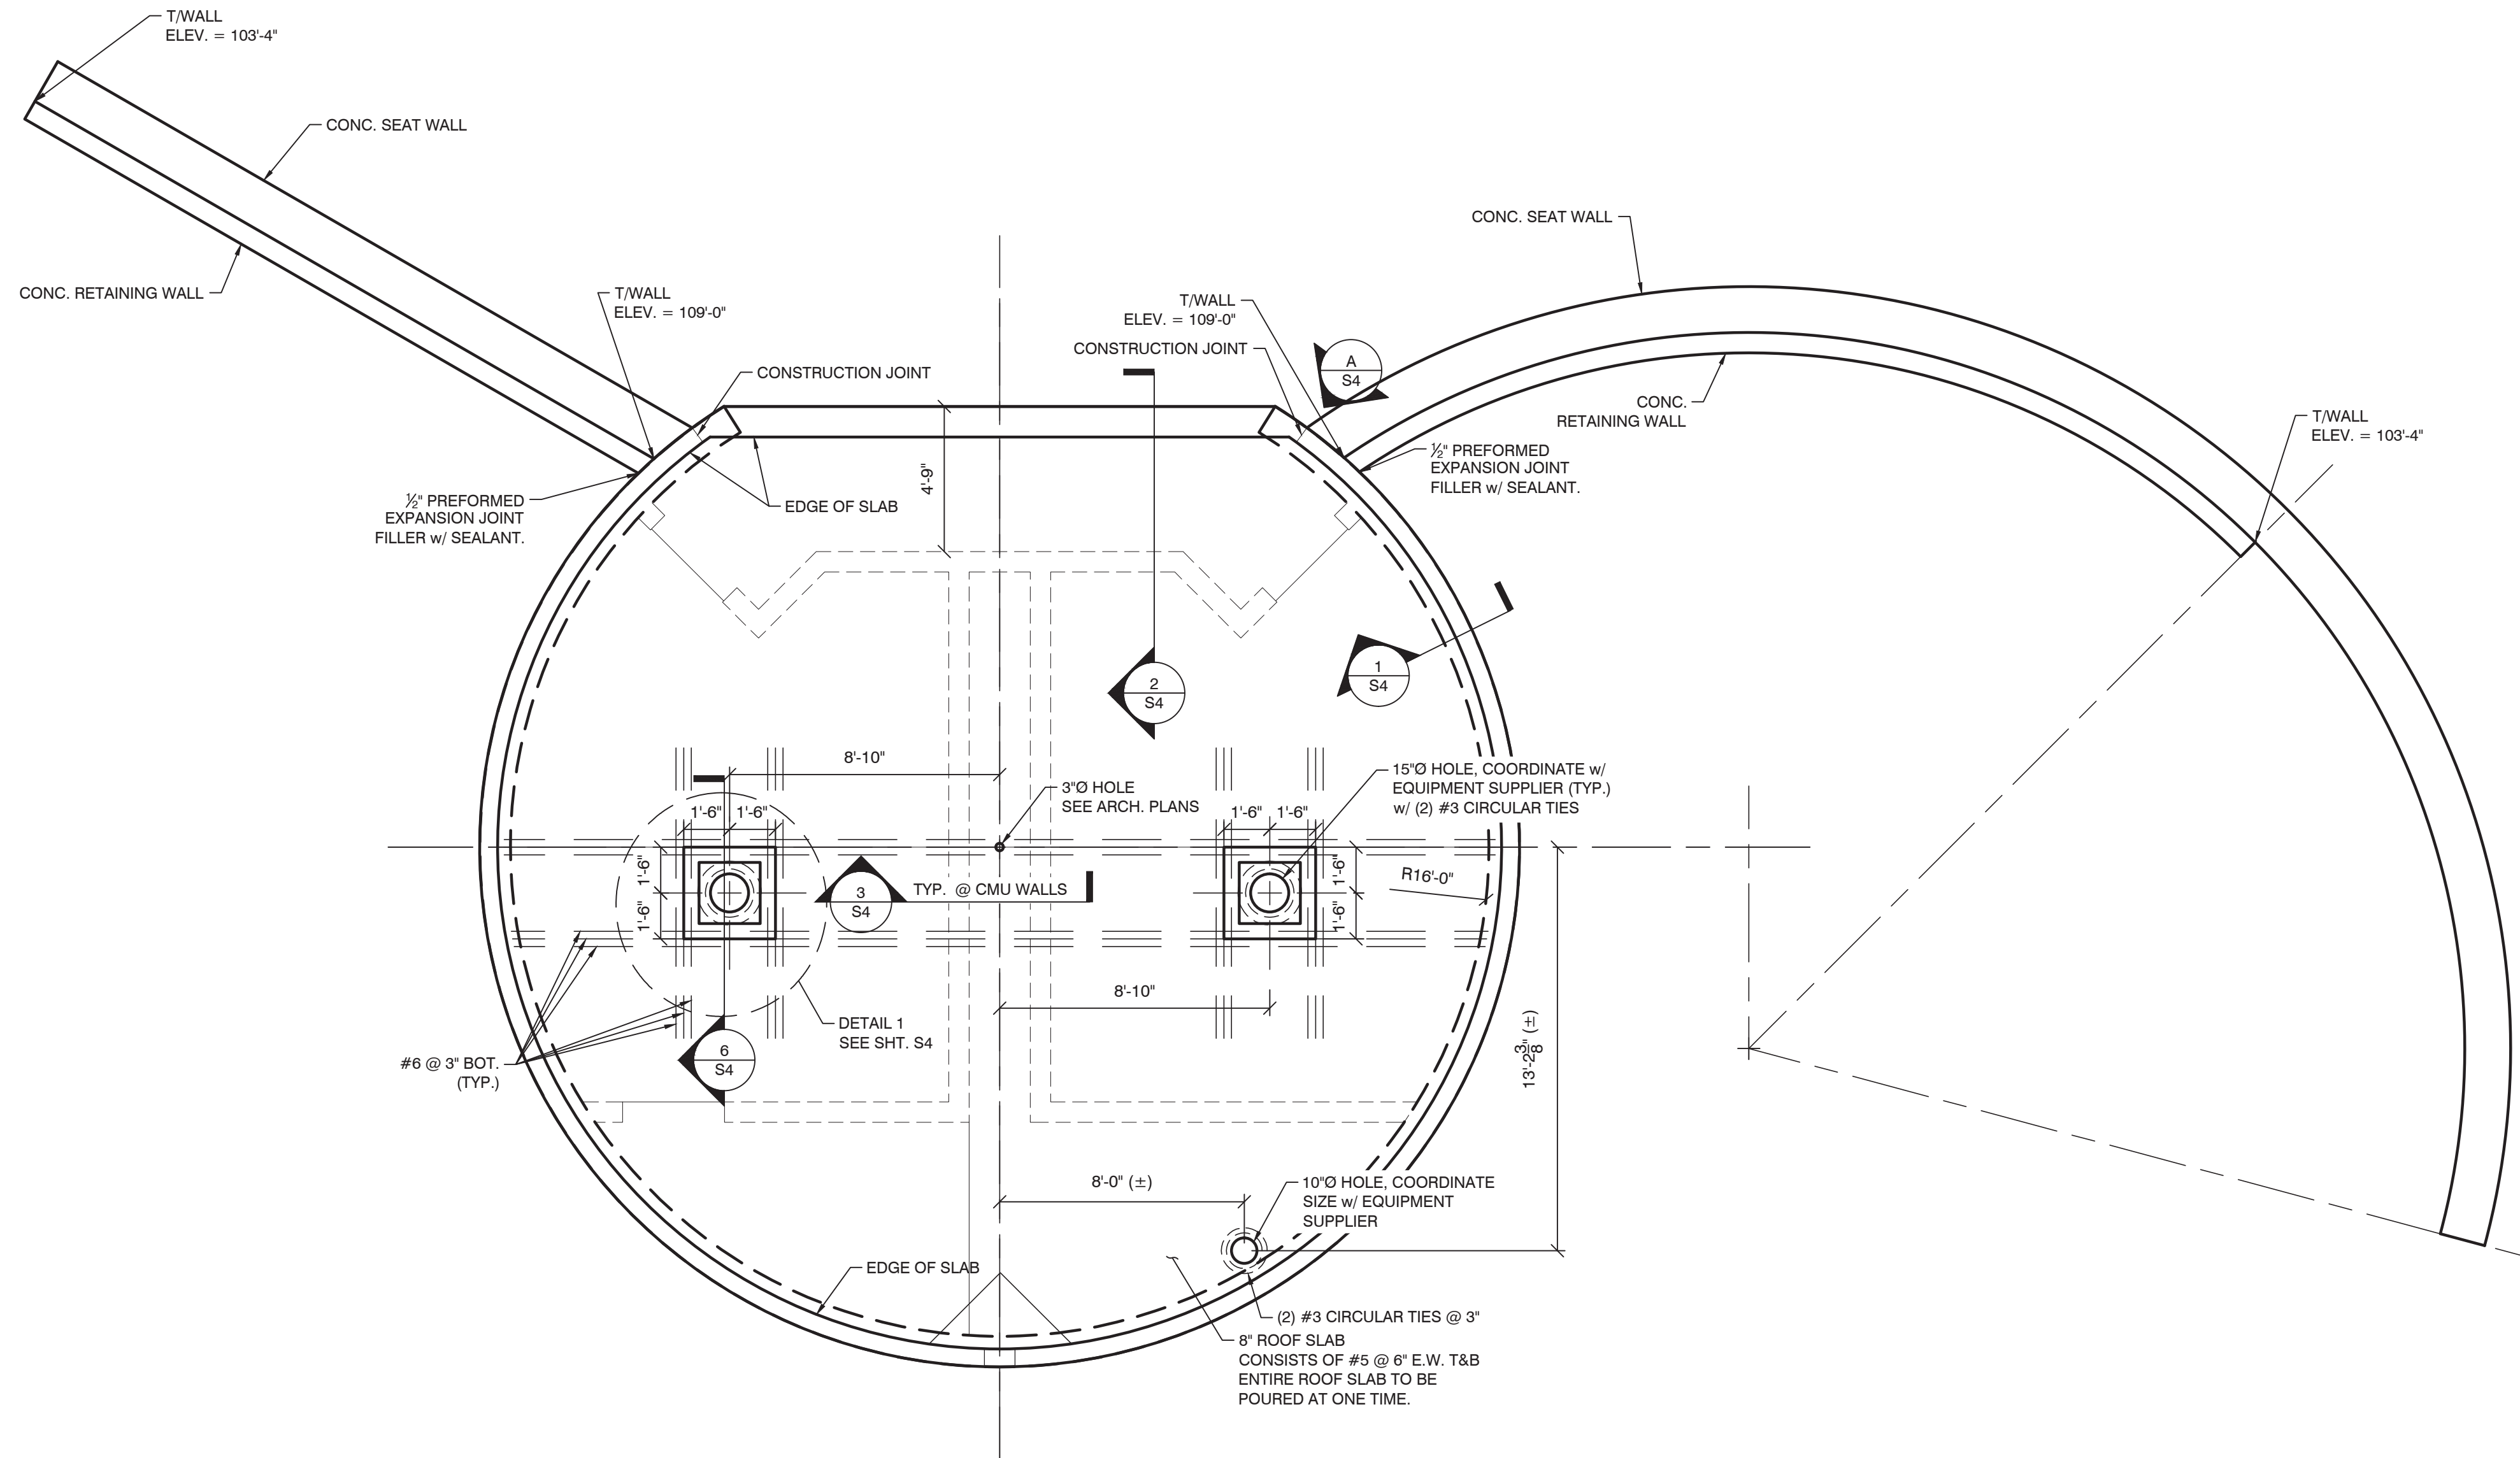 T/WALL
ELEV. = 103'-4"
CONC. SEAT WALL
CONC. RETAINING WALL
T/WALL
ELEV. = 109'-0"
CONSTRUCTION JOINT
½" PREFORMED
EXPANSION JOINT
FILLER w/ SEALANT.
EDGE OF SLAB
4'-9"
T/WALL
ELEV. = 109'-0"
CONSTRUCTION JOINT
A
S4
CONC. SEAT WALL
CONC.
RETAINING WALL
½" PREFORMED
EXPANSION JOINT
FILLER w/ SEALANT.
T/WALL
ELEV. = 103'-4"
2
S4
1
S4
8'-10"
3"Ø HOLE
SEE ARCH. PLANS
15"Ø HOLE, COORDINATE w/
EQUIPMENT SUPPLIER (TYP.)
w/ (2) #3 CIRCULAR TIES
1'-6"
1'-6"
1'-6"
1'-6"
1'-6"
1'-6"
1'-6"
1'-6"
3
S4
TYP. @ CMU WALLS
R16'-0"
8'-10"
DETAIL 1
SEE SHT. S4
#6 @ 3" BOT.
(TYP.)
6
S4
13'-2 3/8" (±)
8'-0" (±)
10"Ø HOLE, COORDINATE
SIZE w/ EQUIPMENT
SUPPLIER
EDGE OF SLAB
(2) #3 CIRCULAR TIES @ 3"
8" ROOF SLAB
CONSISTS OF #5 @ 6" E.W. T&B
ENTIRE ROOF SLAB TO BE
POURED AT ONE TIME.